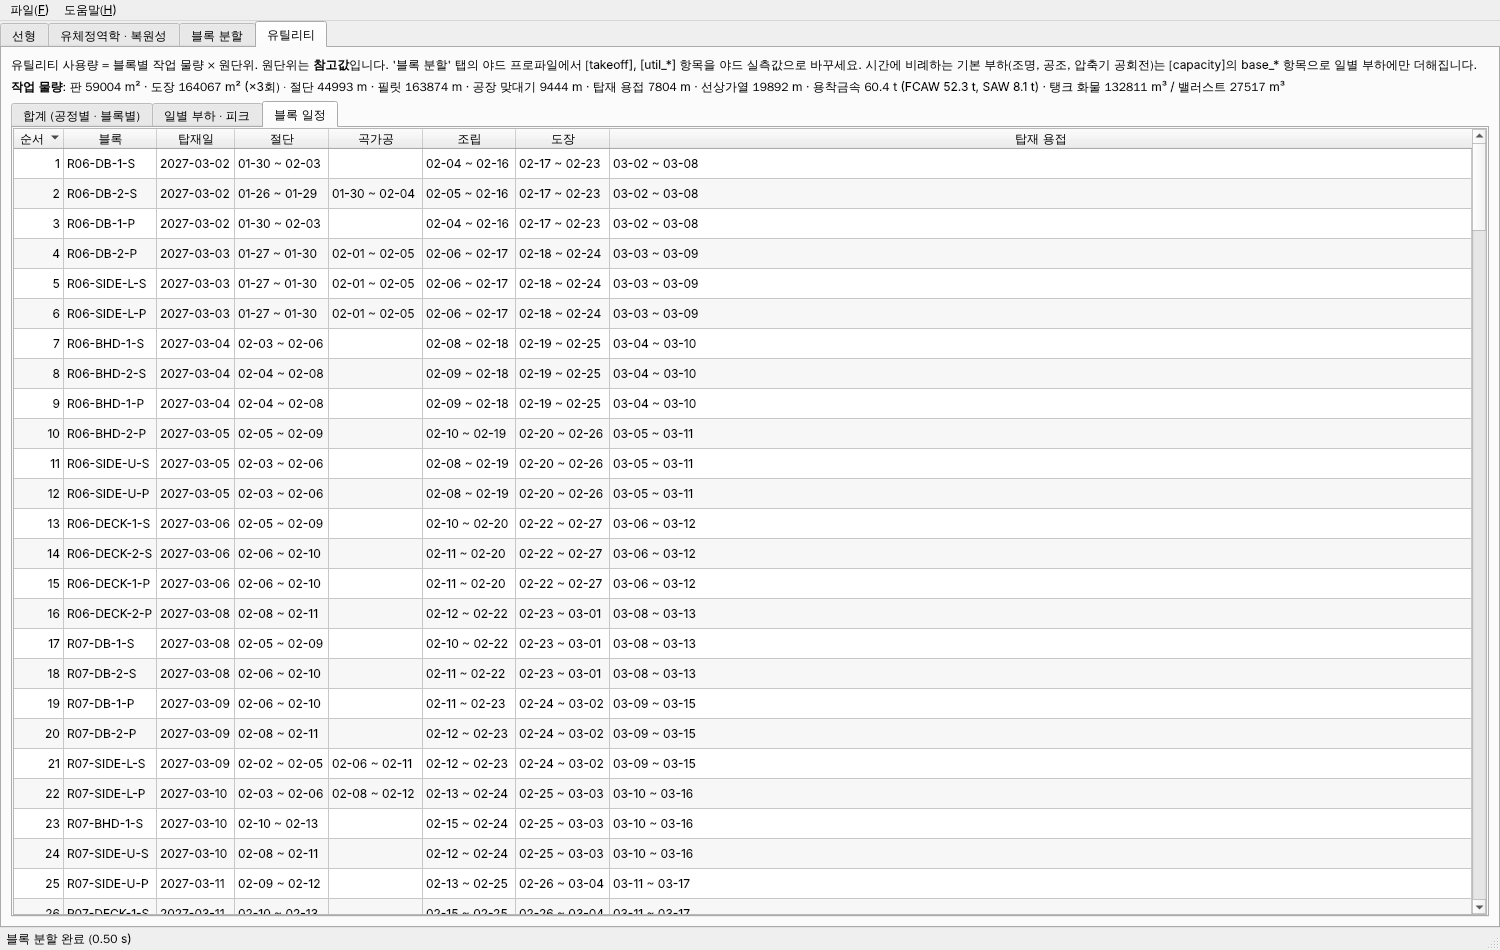 파일(F) 도움말(H)
선형 유체정역학 · 복원성 블록 분할 유틸리티
유틸리티 사용량 = 블록별 작업 물량 × 원단위. 원단위는 참고값입니다. '블록 분할' 탭의 야드 프로파일에서 [takeoff], [util_*] 항목을 야드 실측값으로 바꾸세요. 시간에 비례하는 기본 부하(조명, 공조, 압축기 공회전)는 [capacity]의 base_* 항목으로 일별 부하에만 더해집니다.
작업 물량: 판 59004 m² · 도장 164067 m² (×3회) · 절단 44993 m · 필릿 163874 m · 공장 맞대기 9444 m · 탑재 용접 7804 m · 선상가열 19892 m · 용착금속 60.4 t (FCAW 52.3 t, SAW 8.1 t) · 탱크 화물 132811 m³ / 밸러스트 27517 m³
합계 (공정별 · 블록별) 일별 부하 · 피크 블록 일정
순서 블록 탑재일 절단 곡가공 조립 도장 탑재 용접
1 R06-DB-1-S 2027-03-02 01-30 ~ 02-03 02-04 ~ 02-16 02-17 ~ 02-23 03-02 ~ 03-08
2 R06-DB-2-S 2027-03-02 01-26 ~ 01-29 01-30 ~ 02-04 02-05 ~ 02-16 02-17 ~ 02-23 03-02 ~ 03-08
3 R06-DB-1-P 2027-03-02 01-30 ~ 02-03 02-04 ~ 02-16 02-17 ~ 02-23 03-02 ~ 03-08
4 R06-DB-2-P 2027-03-03 01-27 ~ 01-30 02-01 ~ 02-05 02-06 ~ 02-17 02-18 ~ 02-24 03-03 ~ 03-09
5 R06-SIDE-L-S 2027-03-03 01-27 ~ 01-30 02-01 ~ 02-05 02-06 ~ 02-17 02-18 ~ 02-24 03-03 ~ 03-09
6 R06-SIDE-L-P 2027-03-03 01-27 ~ 01-30 02-01 ~ 02-05 02-06 ~ 02-17 02-18 ~ 02-24 03-03 ~ 03-09
7 R06-BHD-1-S 2027-03-04 02-03 ~ 02-06 02-08 ~ 02-18 02-19 ~ 02-25 03-04 ~ 03-10
8 R06-BHD-2-S 2027-03-04 02-04 ~ 02-08 02-09 ~ 02-18 02-19 ~ 02-25 03-04 ~ 03-10
9 R06-BHD-1-P 2027-03-04 02-04 ~ 02-08 02-09 ~ 02-18 02-19 ~ 02-25 03-04 ~ 03-10
10 R06-BHD-2-P 2027-03-05 02-05 ~ 02-09 02-10 ~ 02-19 02-20 ~ 02-26 03-05 ~ 03-11
11 R06-SIDE-U-S 2027-03-05 02-03 ~ 02-06 02-08 ~ 02-19 02-20 ~ 02-26 03-05 ~ 03-11
12 R06-SIDE-U-P 2027-03-05 02-03 ~ 02-06 02-08 ~ 02-19 02-20 ~ 02-26 03-05 ~ 03-11
13 R06-DECK-1-S 2027-03-06 02-05 ~ 02-09 02-10 ~ 02-20 02-22 ~ 02-27 03-06 ~ 03-12
14 R06-DECK-2-S 2027-03-06 02-06 ~ 02-10 02-11 ~ 02-20 02-22 ~ 02-27 03-06 ~ 03-12
15 R06-DECK-1-P 2027-03-06 02-06 ~ 02-10 02-11 ~ 02-20 02-22 ~ 02-27 03-06 ~ 03-12
16 R06-DECK-2-P 2027-03-08 02-08 ~ 02-11 02-12 ~ 02-22 02-23 ~ 03-01 03-08 ~ 03-13
17 R07-DB-1-S 2027-03-08 02-05 ~ 02-09 02-10 ~ 02-22 02-23 ~ 03-01 03-08 ~ 03-13
18 R07-DB-2-S 2027-03-08 02-06 ~ 02-10 02-11 ~ 02-22 02-23 ~ 03-01 03-08 ~ 03-13
19 R07-DB-1-P 2027-03-09 02-06 ~ 02-10 02-11 ~ 02-23 02-24 ~ 03-02 03-09 ~ 03-15
20 R07-DB-2-P 2027-03-09 02-08 ~ 02-11 02-12 ~ 02-23 02-24 ~ 03-02 03-09 ~ 03-15
21 R07-SIDE-L-S 2027-03-09 02-02 ~ 02-05 02-06 ~ 02-11 02-12 ~ 02-23 02-24 ~ 03-02 03-09 ~ 03-15
22 R07-SIDE-L-P 2027-03-10 02-03 ~ 02-06 02-08 ~ 02-12 02-13 ~ 02-24 02-25 ~ 03-03 03-10 ~ 03-16
23 R07-BHD-1-S 2027-03-10 02-10 ~ 02-13 02-15 ~ 02-24 02-25 ~ 03-03 03-10 ~ 03-16
24 R07-SIDE-U-S 2027-03-10 02-08 ~ 02-11 02-12 ~ 02-24 02-25 ~ 03-03 03-10 ~ 03-16
25 R07-SIDE-U-P 2027-03-11 02-09 ~ 02-12 02-13 ~ 02-25 02-26 ~ 03-04 03-11 ~ 03-17
26 R07-DECK-1-S 2027-03-11 02-10 ~ 02-13 02-15 ~ 02-25 02-26 ~ 03-04 03-11 ~ 03-17
블록 분할 완료 (0.50 s)